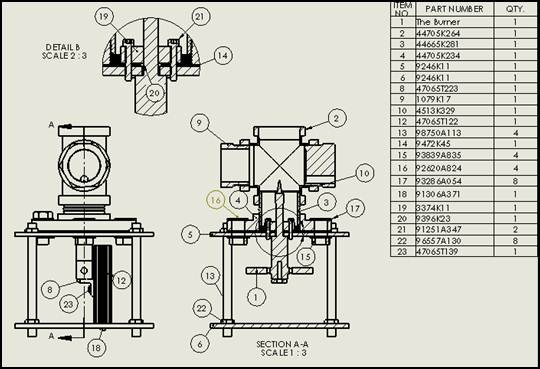 19
21
14
20
DETAIL B
SCALE 2 : 3
ITEM NO. PART NUMBER QTY.
1 The Burner 1
2 44705K264 1
3 44665K281 1
4 44705K234 1
5 9246K11 1
6 9246K11 1
8 47065T223 1
9 1079K17 1
10 4513K329 1
12 47065T122 1
13 98750A113 4
14 9472K45 1
15 93839A835 4
16 92620A824 4
17 93286A054 8
18 91306A371 1
19 3374K11 1
20 9396K23 1
21 91251A347 2
22 96557A130 8
23 47065T139 1
A
9
2
10
16
4
3
17
5
15
8
12
23
13
1
22
A
18
6
SECTION A-A
SCALE 1 : 3